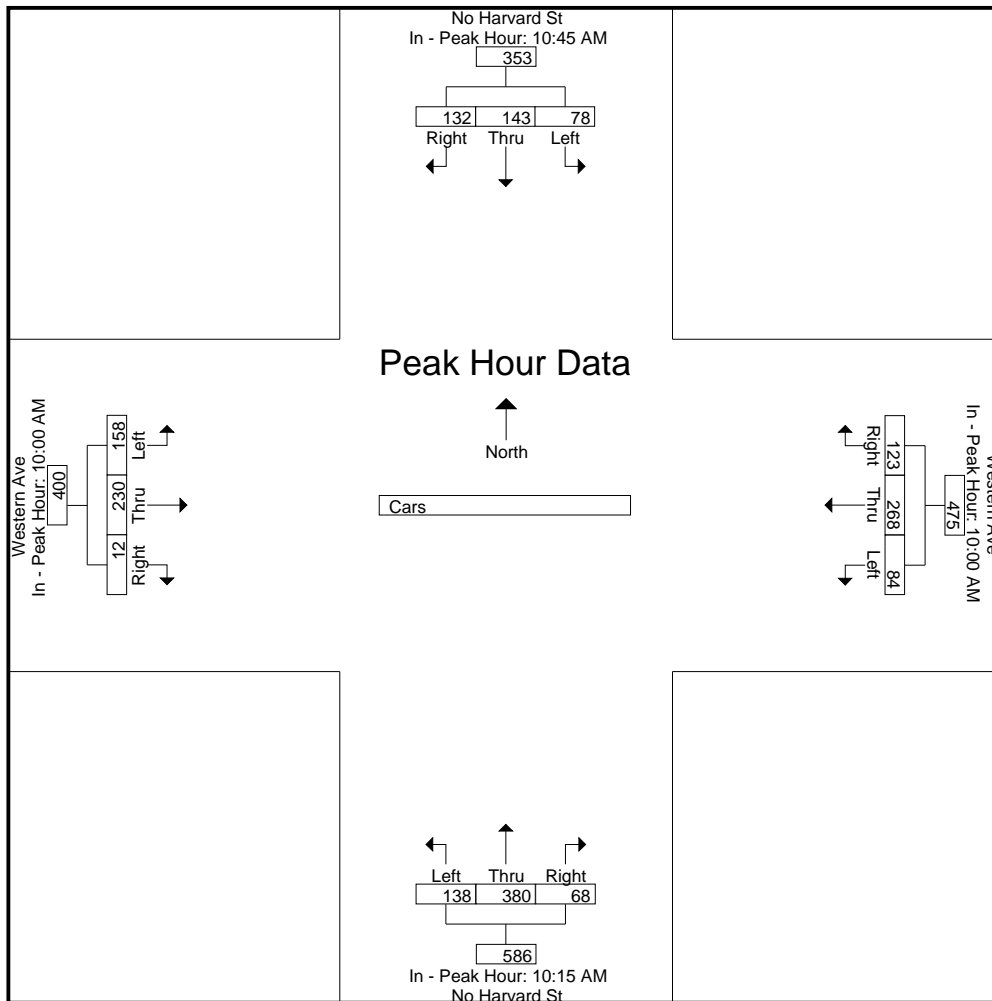 No Harvard St
In - Peak Hour: 10:45 AM
353
132 143 78
Right Thru Left
Peak Hour Data
North
Cars
Western Ave
In - Peak Hour: 10:00 AM
400
158 230 12
Left Thru Right
Western Ave
In - Peak Hour: 10:00 AM
475
123 268 84
Right Thru Left
Left Thru Right
138 380 68
586
In - Peak Hour: 10:15 AM
No Harvard St